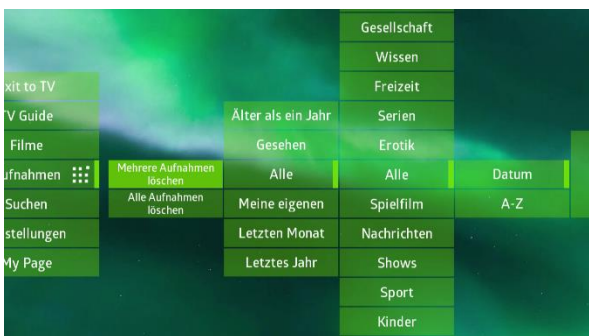 xit to TV
V Guide
Filme
ufnahmen
Suchen
stellungen
My Page
Mehrere Aufnahmen
löschen
Alle Aufnahmen
löschen
Älter als ein Jahr
Gesehen
Alle
Meine eigenen
Letzten Monat
Letztes Jahr
Gesellschaft
Wissen
Freizeit
Serien
Erotik
Alle
Spielfilm
Nachrichten
Shows
Sport
Kinder
Datum
A-Z